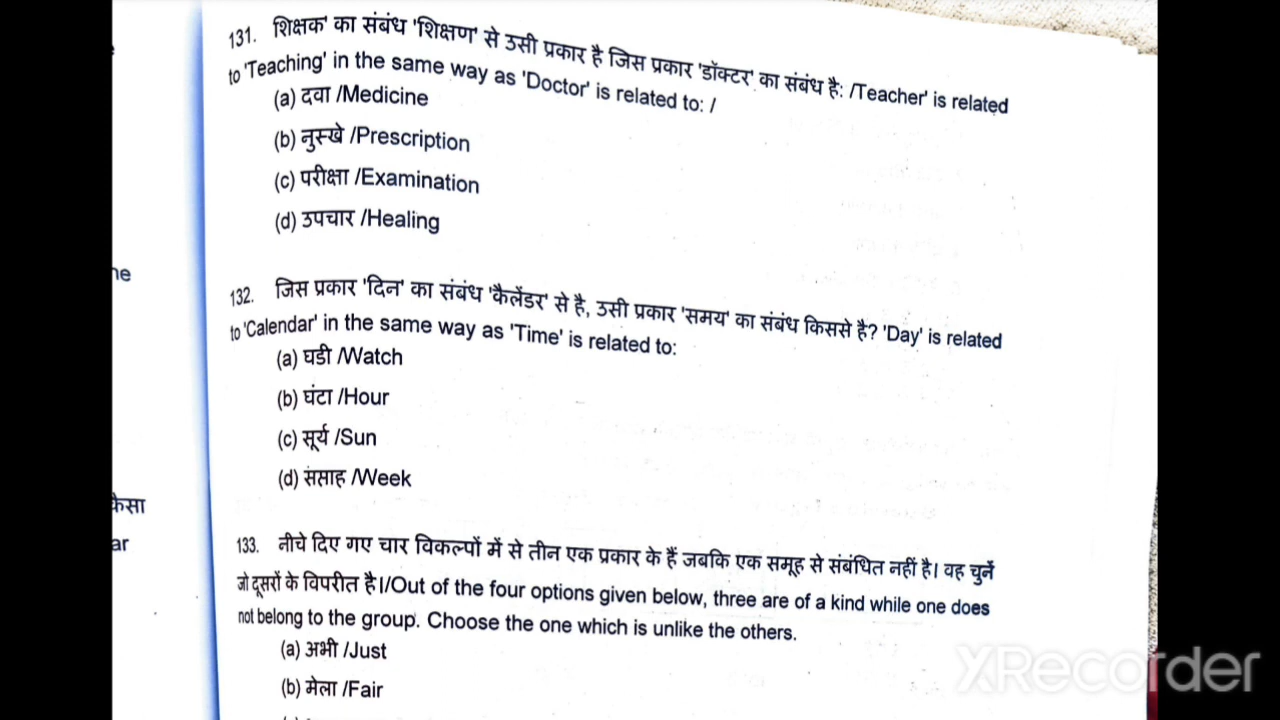 131. शिक्षक' का संबंध 'शिक्षण' से उसी प्रकार है जिस प्रकार 'डॉक्टर' का संबंध है: /Teacher' is related
to 'Teaching' in the same way as 'Doctor' is related to: /
(a) दवा /Medicine
(b) नुस्खे /Prescription
(c) परीक्षा /Examination
(d) उपचार /Healing
132. जिस प्रकार 'दिन' का संबंध 'कैलेंडर' से है, उसी प्रकार 'समय' का संबंध किससे है? 'Day' is related
to 'Calendar' in the same way as 'Time' is related to:
(a) घडी /Watch
(b) घंटा /Hour
(c) सूर्य /Sun
(d) संप्ताह /Week
133. नीचे दिए गए चार विकल्पों में से तीन एक प्रकार के हैं जबकि एक समूह से संबंधित नहीं है। वह चुनें
जो दूसरों के विपरीत है।/Out of the four options given below, three are of a kind while one does
not belong to the group. Choose the one which is unlike the others.
(a) अभी /Just
(b) मेला /Fair
XRecorder